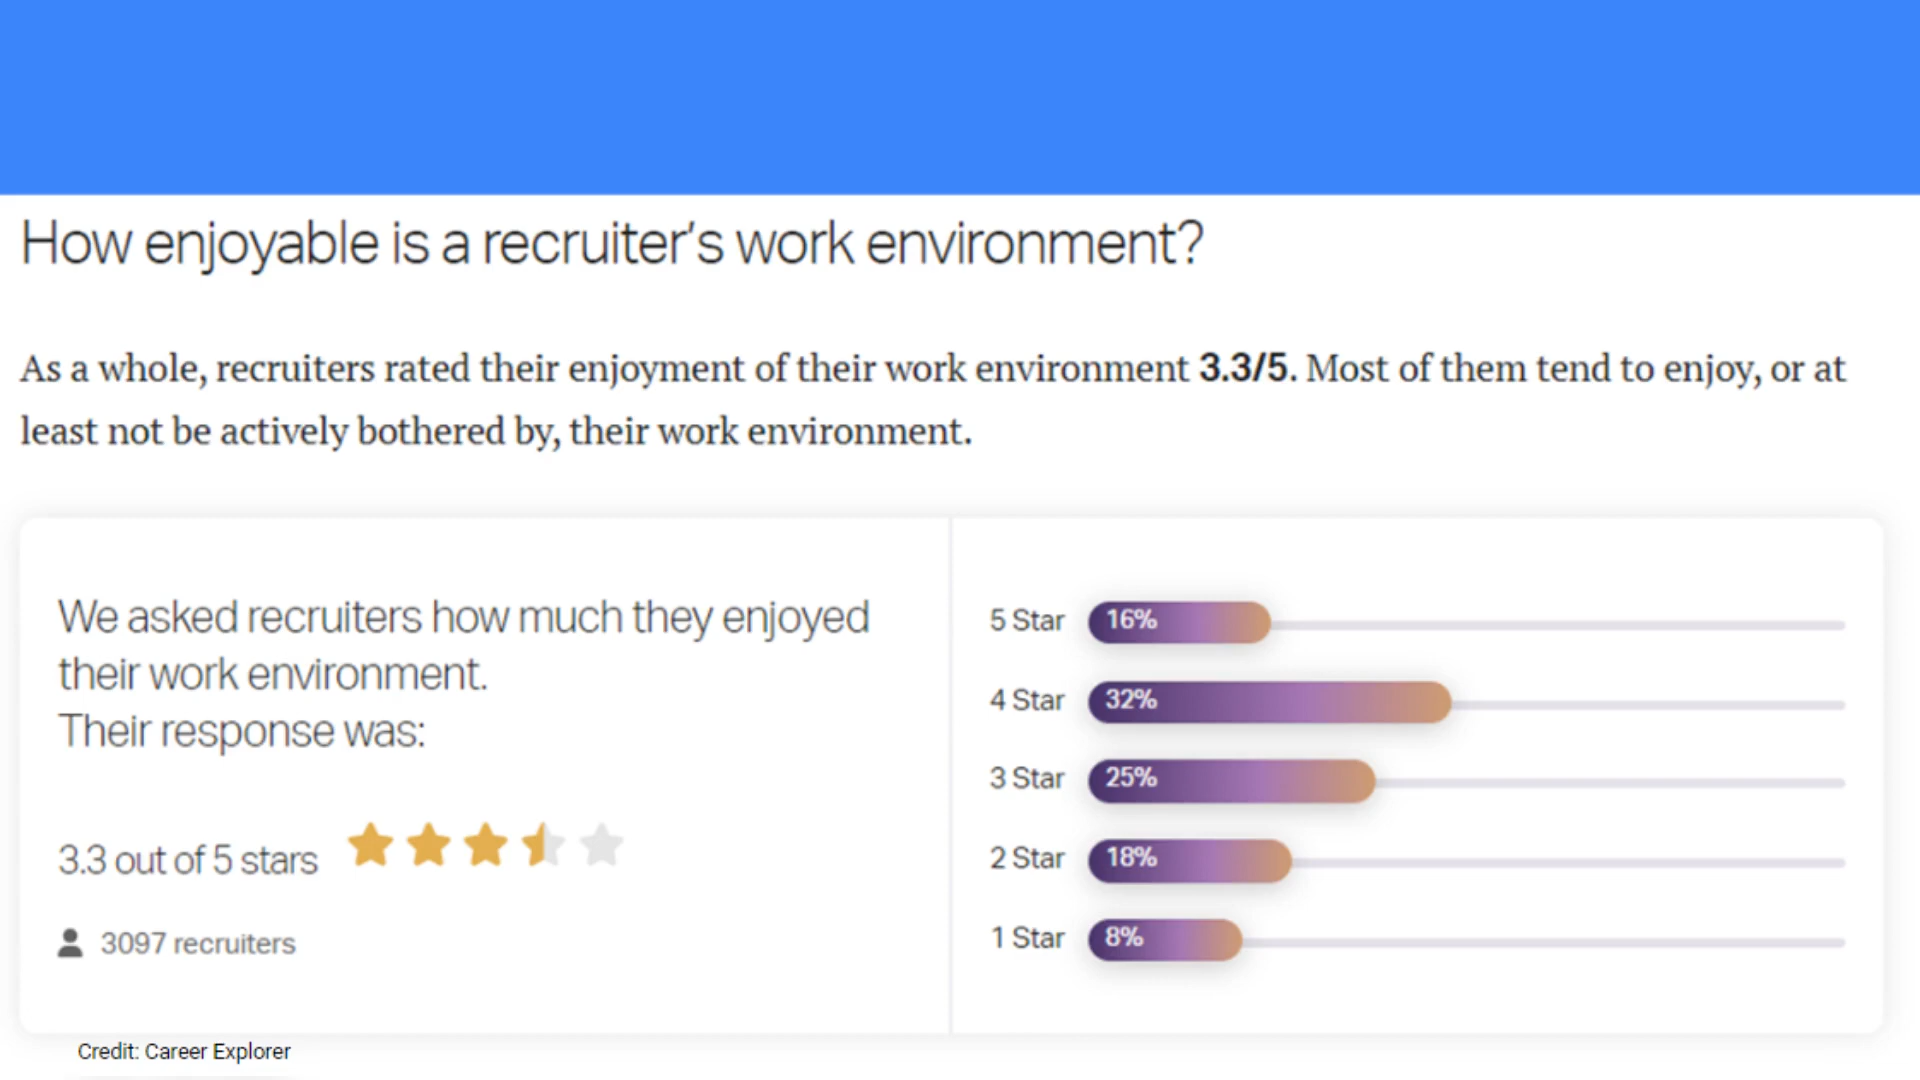 How enjoyable is a recruiter's work environment?
As a whole, recruiters rated their enjoyment of their work environment 3.3/5. Most of them tend to enjoy, or at
least not be actively bothered by, their work environment.
We asked recruiters how much they enjoyed
their work environment.
Their response was:
3.3 out of 5 stars
3097 recruiters
5 Star 16%
4 Star 32%
3 Star 25%
2 Star 18%
1 Star 8%
Credit: Career Explorer